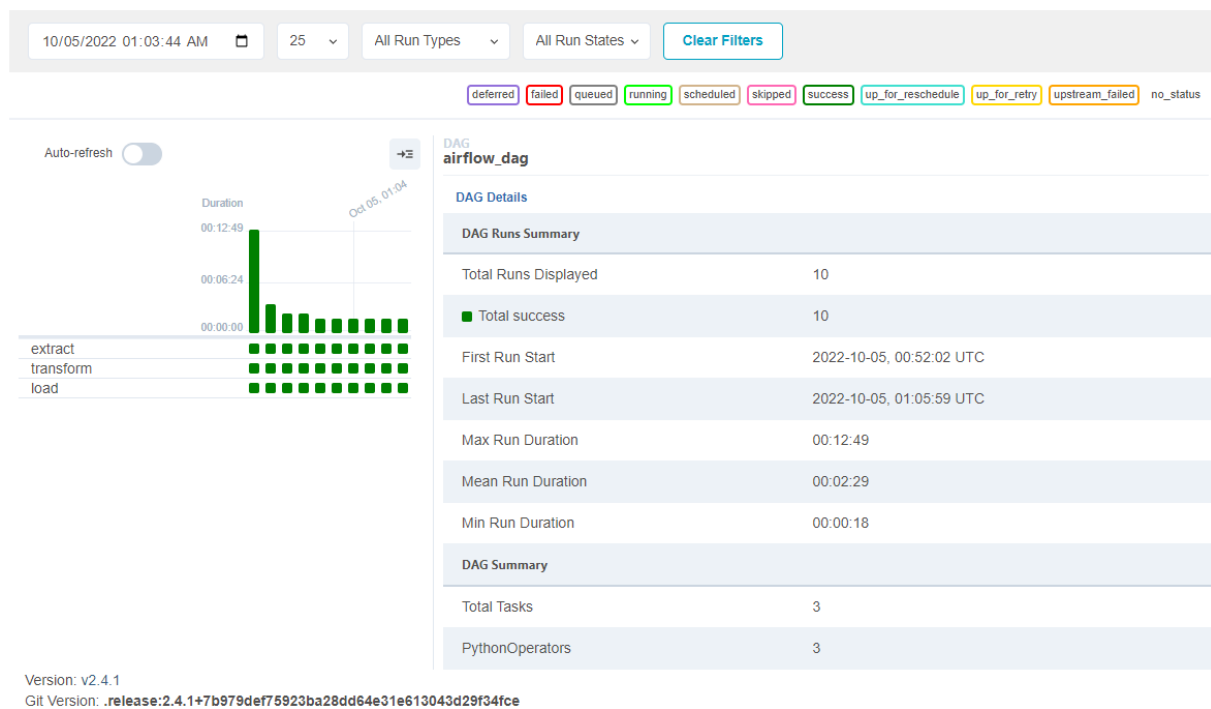 10/05/2022 01:03:44 AM 25 All Run Types All Run States Clear Filters
deferred failed queued running scheduled skipped success up_for_reschedule up_for_retry upstream_failed no_status
Auto-refresh
Duration
Oct 05, 01:04
00:12:49
00:06:24
00:00:00
extract
transform
load
DAG
airflow_dag
DAG Details
DAG Runs Summary
Total Runs Displayed 10
Total success 10
First Run Start 2022-10-05, 00:52:02 UTC
Last Run Start 2022-10-05, 01:05:59 UTC
Max Run Duration 00:12:49
Mean Run Duration 00:02:29
Min Run Duration 00:00:18
DAG Summary
Total Tasks 3
PythonOperators 3
Version: v2.4.1
Git Version: .release:2.4.1+7b979def75923ba28dd64e31e613043d29f34fce